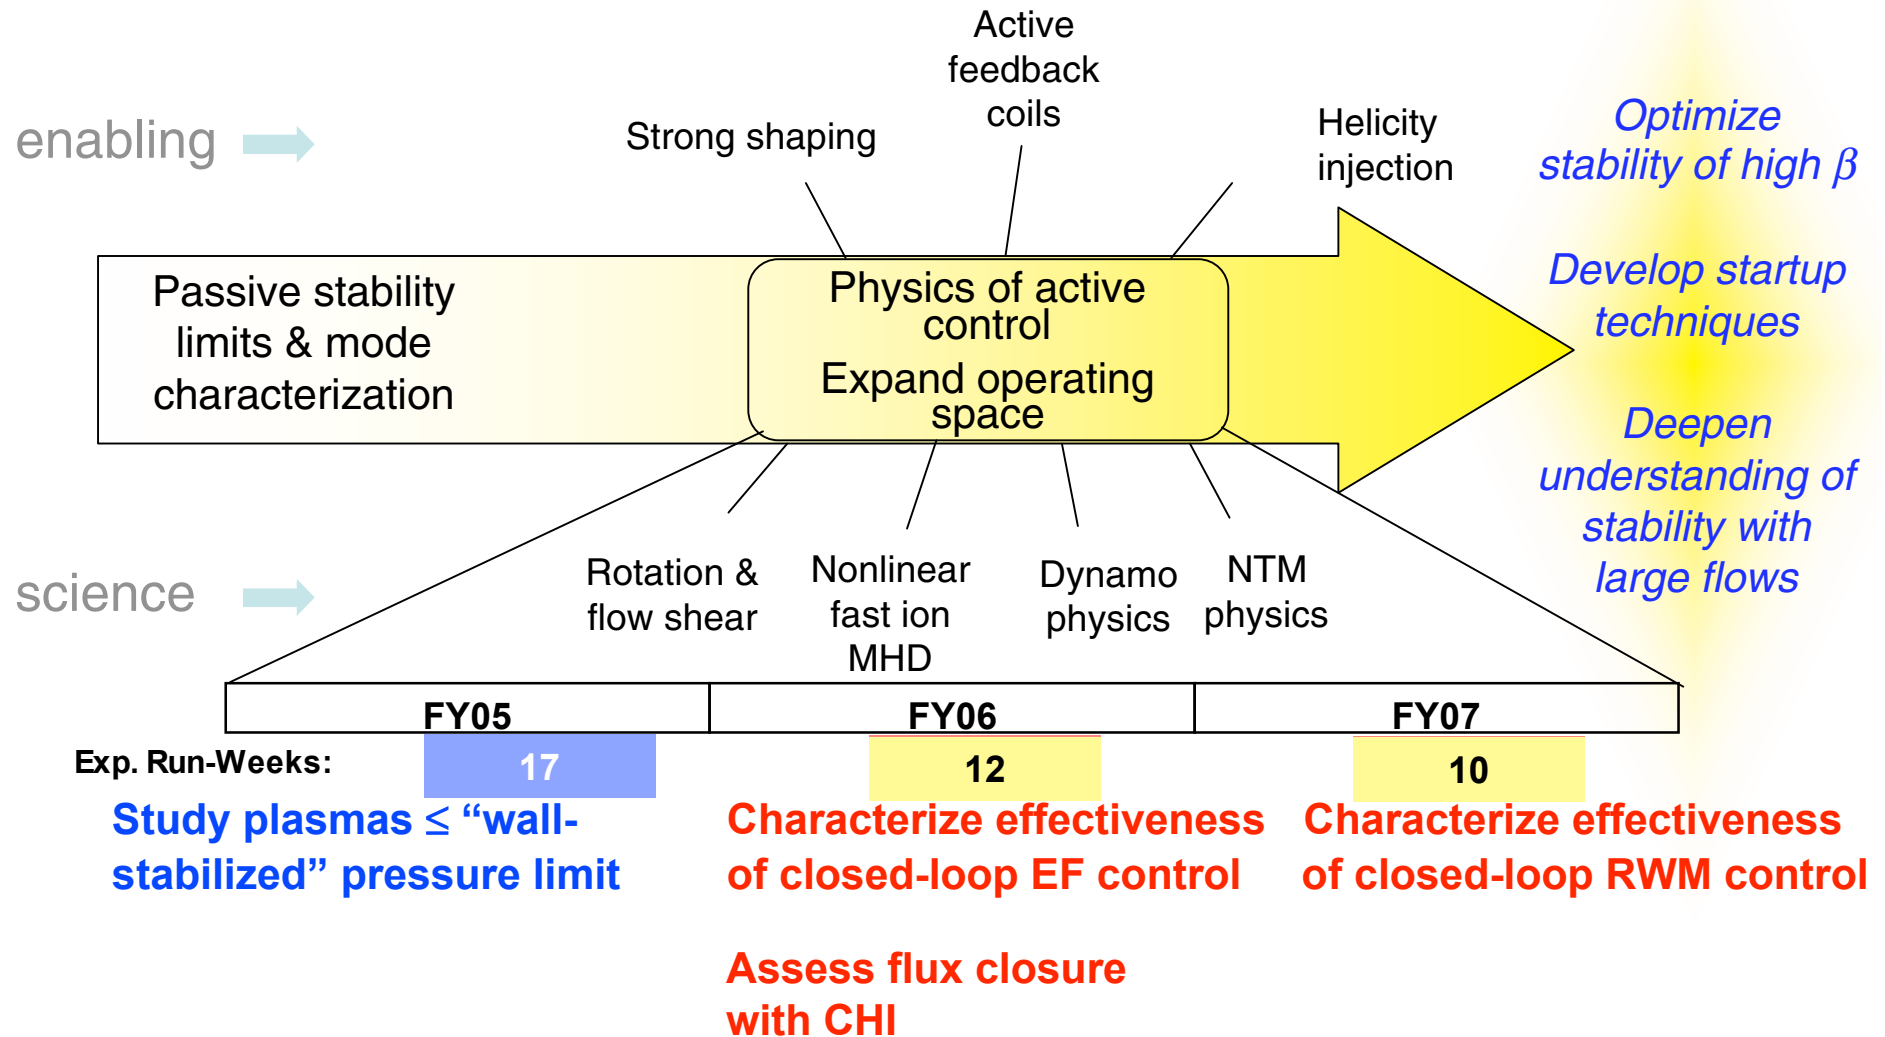 Active
feedback
coils
enabling
Strong shaping
Helicity
injection
Optimize
stability of high β
Passive stability
limits & mode
characterization
Physics of active
control
Expand operating
space
Develop startup
techniques
Deepen
understanding of
stability with
large flows
science
Rotation &
flow shear
Nonlinear
fast ion
MHD
Dynamo
physics
NTM
physics
FY05
FY06
FY07
Exp. Run-Weeks:
17
12
10
Study plasmas ≤ “wall-
stabilized” pressure limit
Characterize effectiveness
of closed-loop EF control
Characterize effectiveness
of closed-loop RWM control
Assess flux closure
with CHI